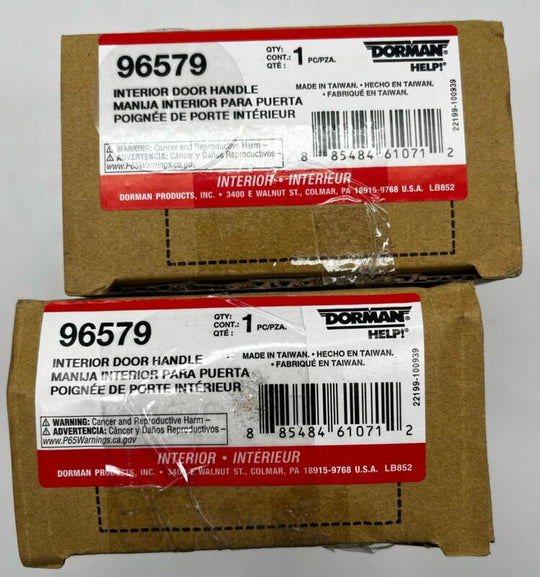 96579
QTY:
CONT.: 1 PC/PZA.
QTÉ :
DORMAN®
HELP!®
INTERIOR DOOR HANDLE
MANIJA INTERIOR PARA PUERTA
POIGNÉE DE PORTE INTÉRIEUR
MADE IN TAIWAN. • HECHO EN TAIWAN.
• FABRIQUÉ EN TAIWAN.
22199-100939
WARNING: Cancer and Reproductive Harm –
ADVERTENCIA: Cáncer y Daños Reproductivos –
www.P65Warnings.ca.gov
8 85484 61071 2
INTERIOR • INTÉRIEUR
DORMAN PRODUCTS, INC. • 3400 E WALNUT ST., COLMAR, PA 18915-9768 U.S.A. LB852
96579
QTY:
CONT.: 1 PC/PZA.
QTÉ :
DORMAN®
HELP!®
INTERIOR DOOR HANDLE
MANIJA INTERIOR PARA PUERTA
POIGNÉE DE PORTE INTÉRIEUR
MADE IN TAIWAN. • HECHO EN TAIWAN.
• FABRIQUÉ EN TAIWAN.
22199-100939
WARNING: Cancer and Reproductive Harm –
ADVERTENCIA: Cáncer y Daños Reproductivos –
www.P65Warnings.ca.gov
8 85484 61071 2
INTERIOR • INTÉRIEUR
DORMAN PRODUCTS, INC. • 3400 E WALNUT ST., COLMAR, PA 18915-9768 U.S.A. LB852